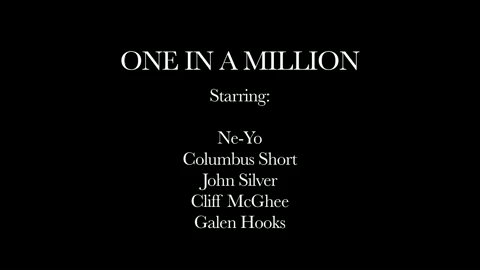 ONE IN A MILLION
Starring:
Ne-Yo
Columbus Short
John Silver
Cliff McGhee
Galen Hooks